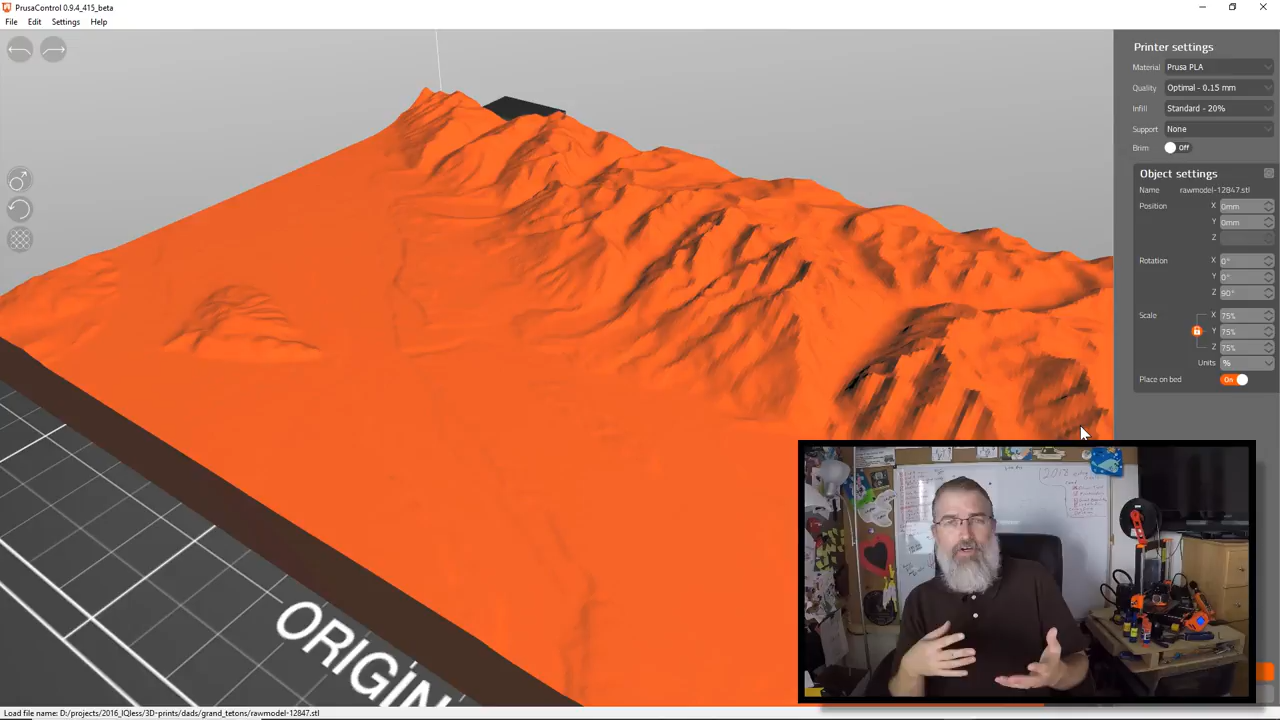 PrusaControl 0.9.4_415_beta
File Edit Settings Help
Printer settings
Material Prusa PLA
Quality Optimal - 0.15 mm
Infill Standard - 20%
Support None
Brim Off
Object settings
Name rawmodel-12847.stl
Position X 0mm
Y 0mm
Z
Rotation X 0°
Y 0°
Z 90°
Scale X 75%
Y 75%
Z 75%
Units %
Place on bed On
ORIGIN
2018
Load file name: D:/projects/2016_IQless/3D-prints/dads/grand_tetons/rawmodel-12847.stl